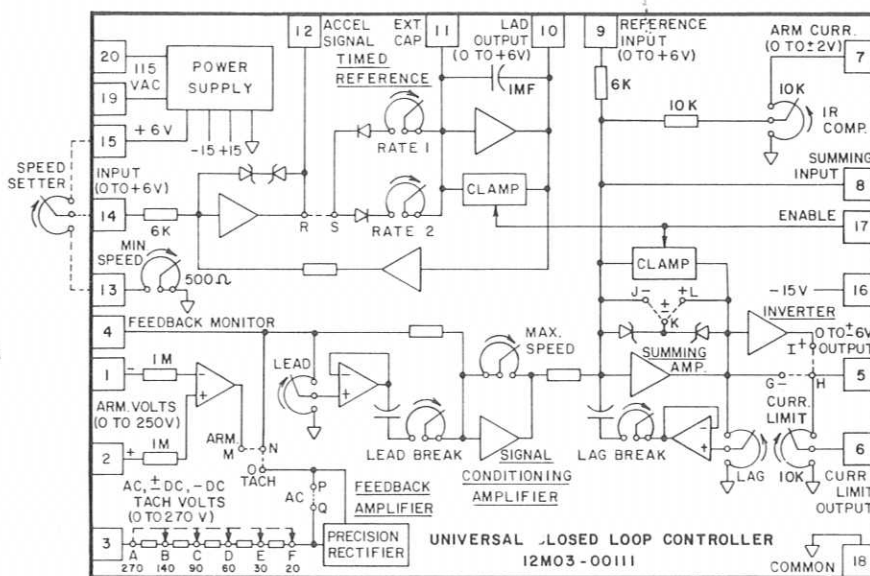 12 ACCEL SIGNAL
EXT CAP 11
LAD OUTPUT (0 TO+6V) 10
9 REFERENCE INPUT (0 TO+6V)
ARM CURR. (0 TO±2V) 7
20
115 VAC
19
POWER SUPPLY
TIMED REFERENCE
1MF
6K
10K
10K
IR COMP.
15 +6V
-15 +15
RATE 1
SPEED SETTER
INPUT (0 TO+6V)
14
6K
CLAMP
SUMMING INPUT
8
R
S
RATE 2
ENABLE 17
MIN SPEED
13
500Ω
CLAMP
-15V 16
J-
+L
±
K
INVERTER
4 FEEDBACK MONITOR
MAX. SPEED
I+
0 TO ±6V OUTPUT
1
-
1M
-
+
LEAD
-
+
SUMMING AMP.
G-
H
5
ARM. VOLTS (0 TO 250V)
CURR. LIMIT
2
+
1M
ARM.
M
N
LEAD BREAK
SIGNAL CONDITIONING AMPLIFIER
LAG BREAK
-
+
LAG
10K
6
CURR LIMIT OUTPUT
O
TACH
AC, ±DC, -DC TACH VOLTS (0 TO 270 V)
AC
P
Q
FEEDBACK AMPLIFIER
3
A
B
C
D
E
F
270
140
90
60
30
20
PRECISION RECTIFIER
UNIVERSAL CLOSED LOOP CONTROLLER
12M03-00111
COMMON 18